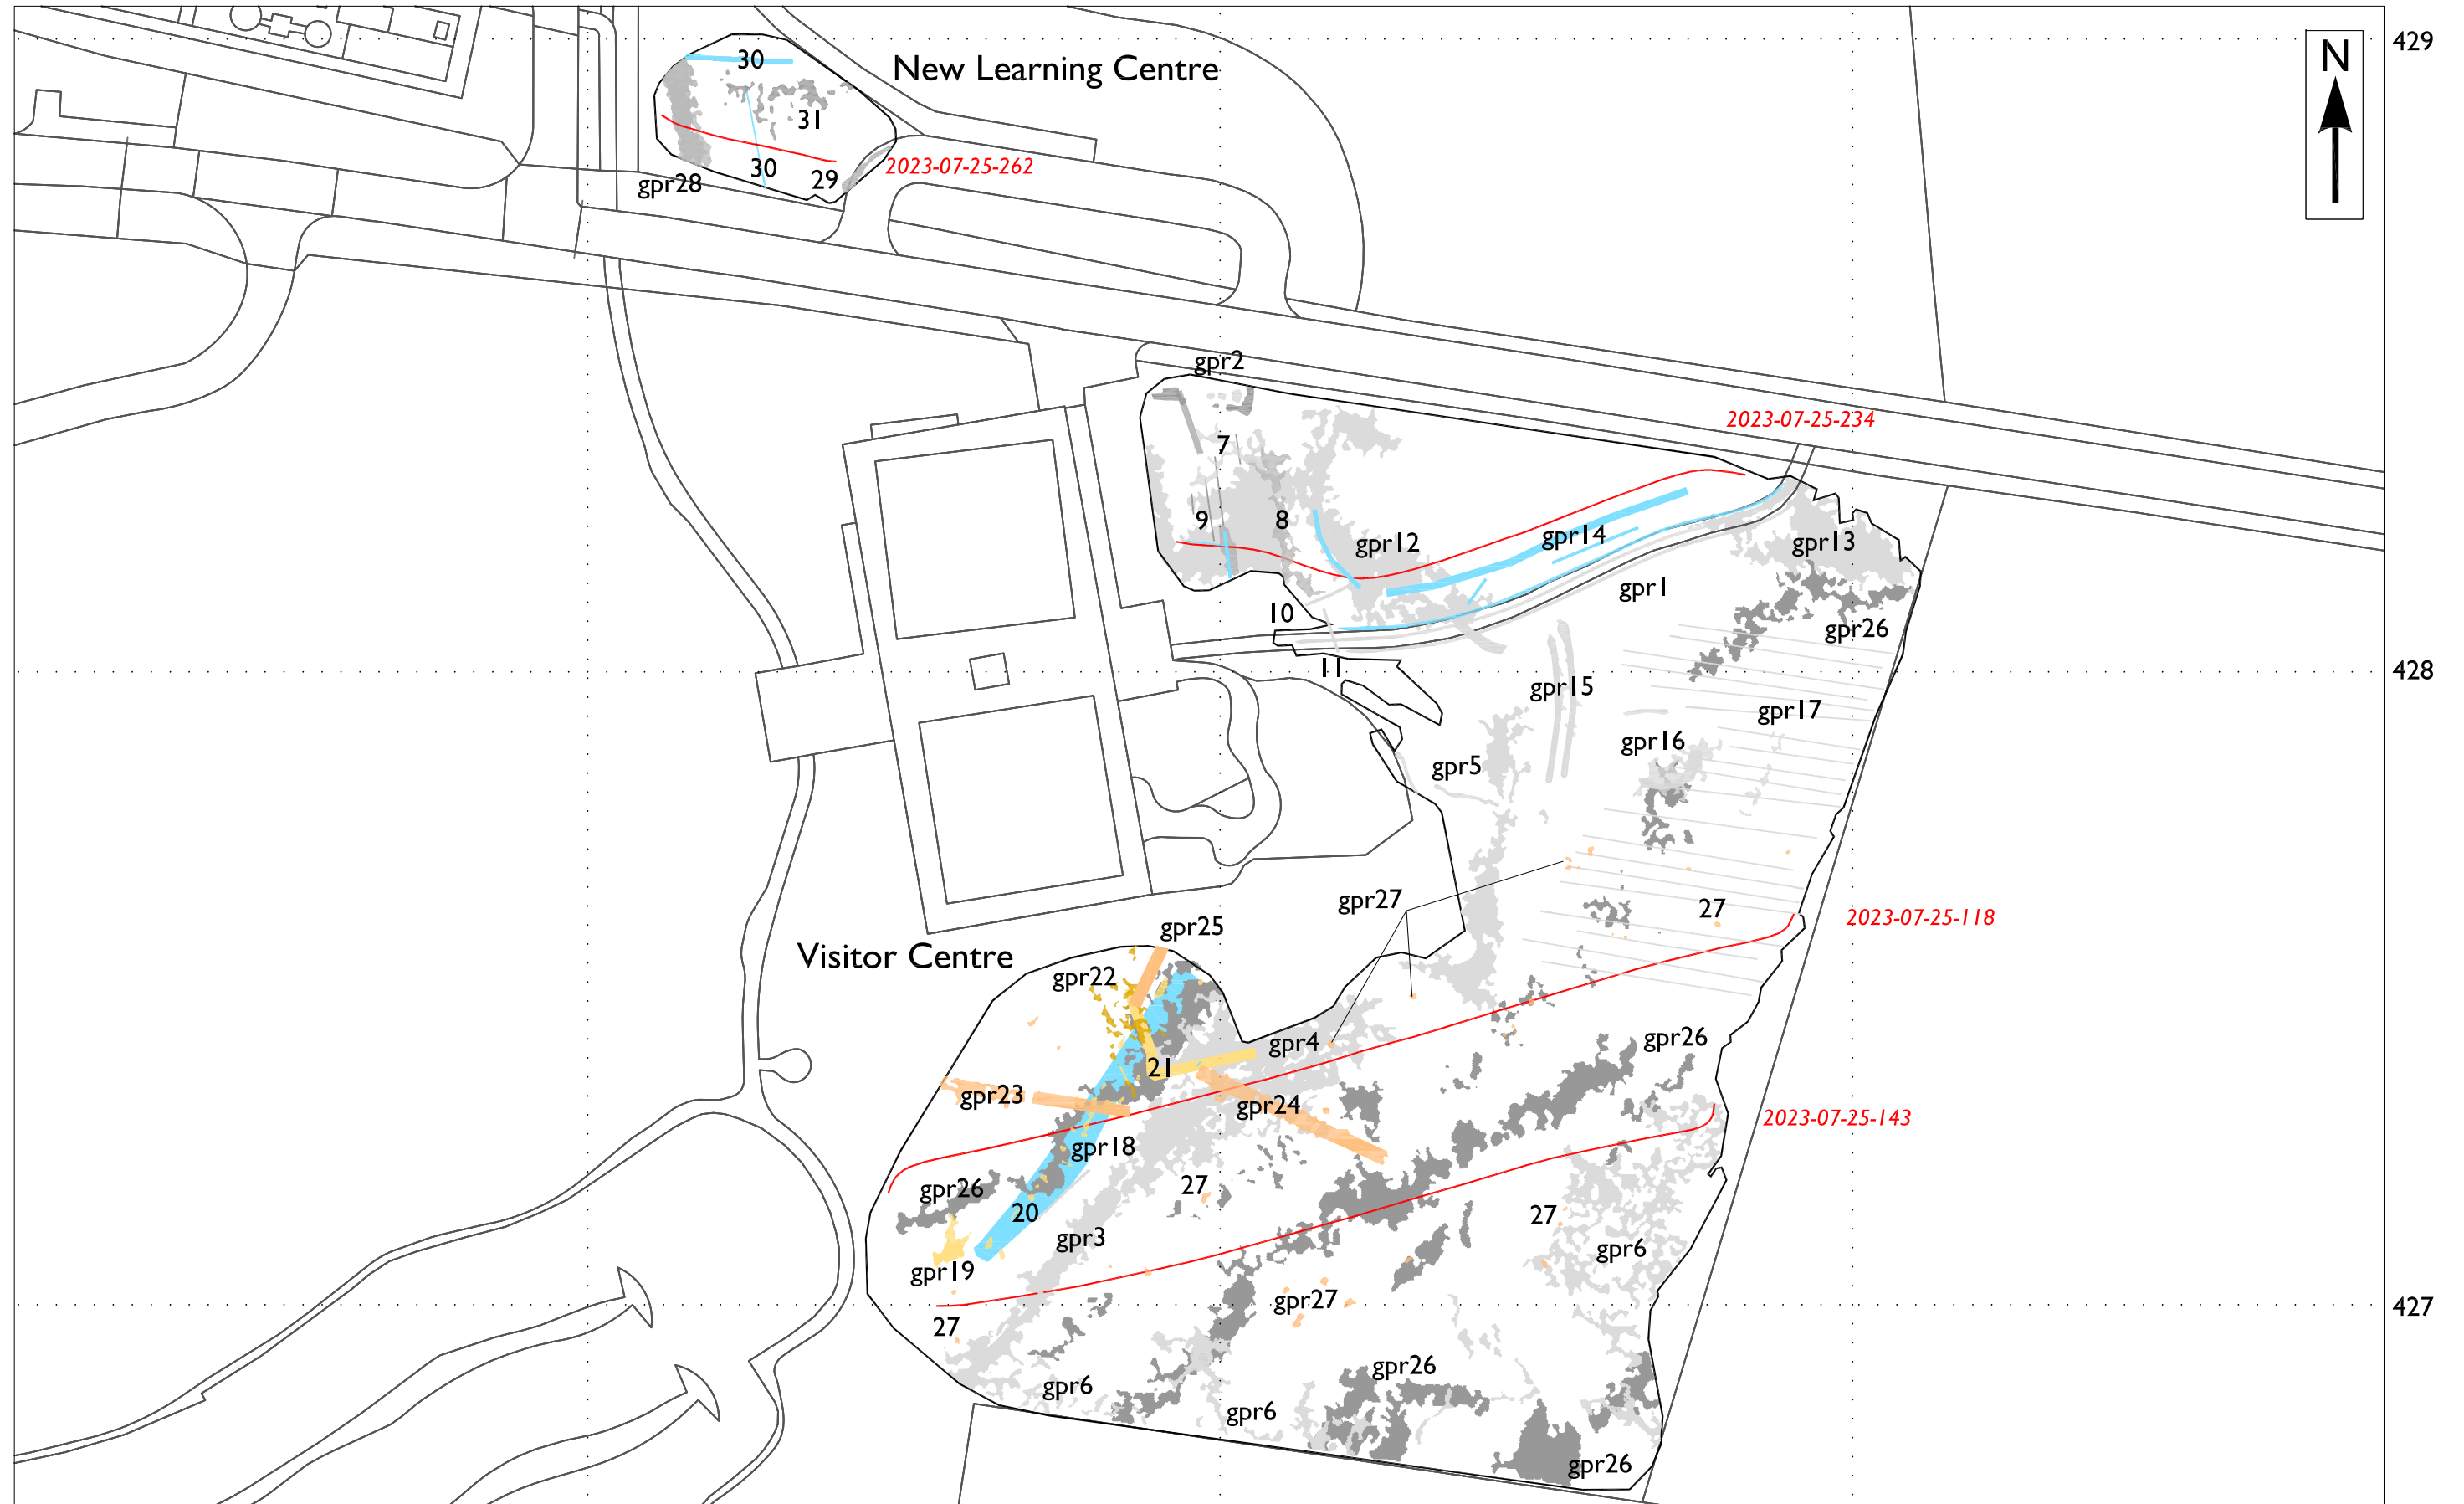 429
N
30
New Learning Centre
31
2023-07-25-262
30
29
gpr28
gpr2
2023-07-25-234
7
9
8
gpr12
gpr14
gpr13
gpr1
10
gpr26
11
428
gpr15
gpr17
gpr16
gpr5
gpr27
27
2023-07-25-118
gpr25
Visitor Centre
gpr22
gpr4
gpr26
21
gpr23
gpr24
2023-07-25-143
gpr18
gpr26
27
20
27
gpr3
gpr6
gpr19
gpr27
427
27
gpr26
gpr6
gpr6
gpr26